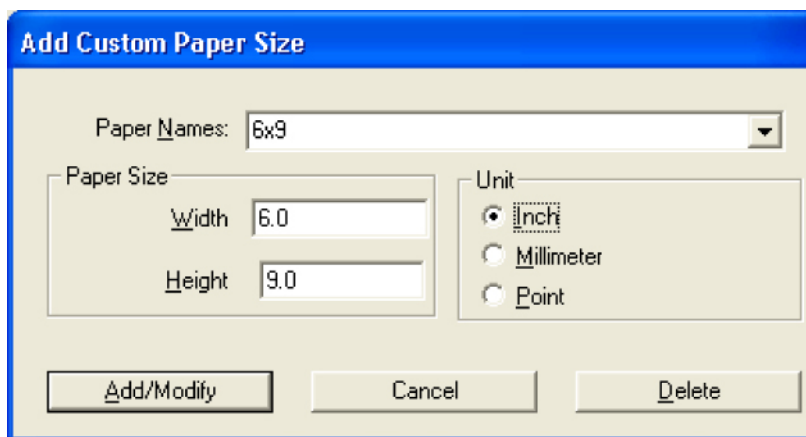 Add Custom Paper Size
Paper Names: 6x9
Paper Size
Width 6.0
Height 9.0
Unit
Inch
Millimeter
Point
Add/Modify Cancel Delete